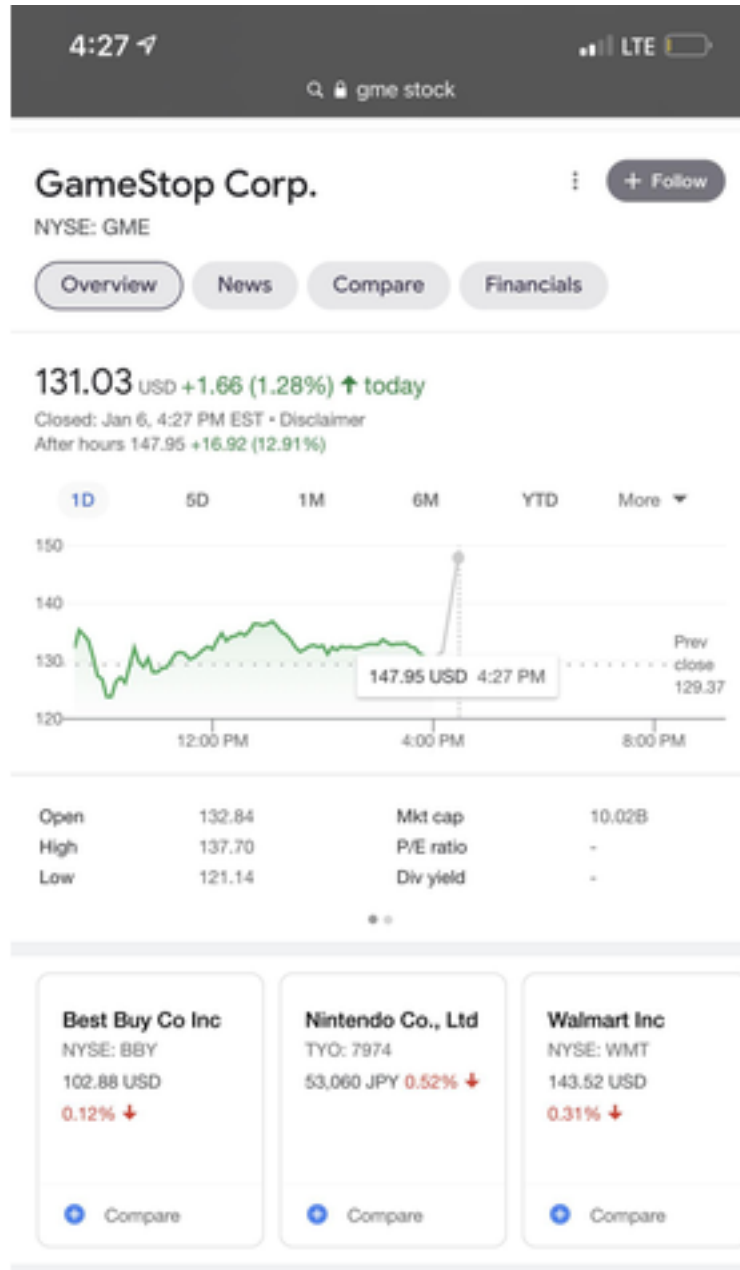 4:27 LTE
gme stock
GameStop Corp.
+ Follow
NYSE: GME
Overview News Compare Financials
131.03 USD +1.66 (1.28%) ↑ today
Closed: Jan 6, 4:27 PM EST • Disclaimer
After hours 147.95 +16.92 (12.91%)
1D 5D 1M 6M YTD More
150
140
130
120
Prev
close
129.37
147.95 USD 4:27 PM
12:00 PM 4:00 PM 8:00 PM
Open 132.84 Mkt cap 10.02B
High 137.70 P/E ratio -
Low 121.14 Div yield -
Best Buy Co Inc
NYSE: BBY
102.88 USD
0.12% ↓
Compare
Nintendo Co., Ltd
TYO: 7974
53,060 JPY 0.52% ↓
Compare
Walmart Inc
NYSE: WMT
143.52 USD
0.31% ↓
Compare